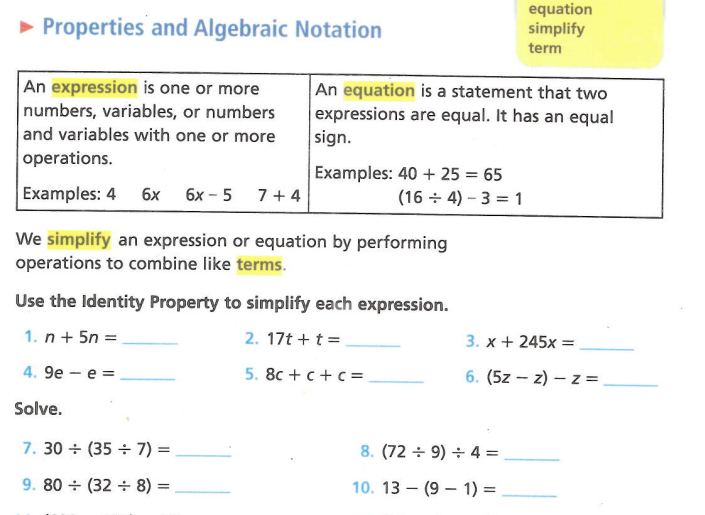 equation
simplify
term
Properties and Algebraic Notation
An expression is one or more
numbers, variables, or numbers
and variables with one or more
operations.
Examples: 4 6x 6x – 5 7 + 4
An equation is a statement that two
expressions are equal. It has an equal
sign.
Examples: 40 + 25 = 65
(16 ÷ 4) – 3 = 1
We simplify an expression or equation by performing
operations to combine like terms.
Use the Identity Property to simplify each expression.
1. n + 5n = ______ 2. 17t + t = ______ 3. x + 245x = ______
4. 9e − e = ______ 5. 8c + c + c = ______ 6. (5z − z) − z = ______
Solve.
7. 30 ÷ (35 ÷ 7) = ______ 8. (72 ÷ 9) ÷ 4 = ______
9. 80 ÷ (32 ÷ 8) = ______ 10. 13 − (9 − 1) = ______